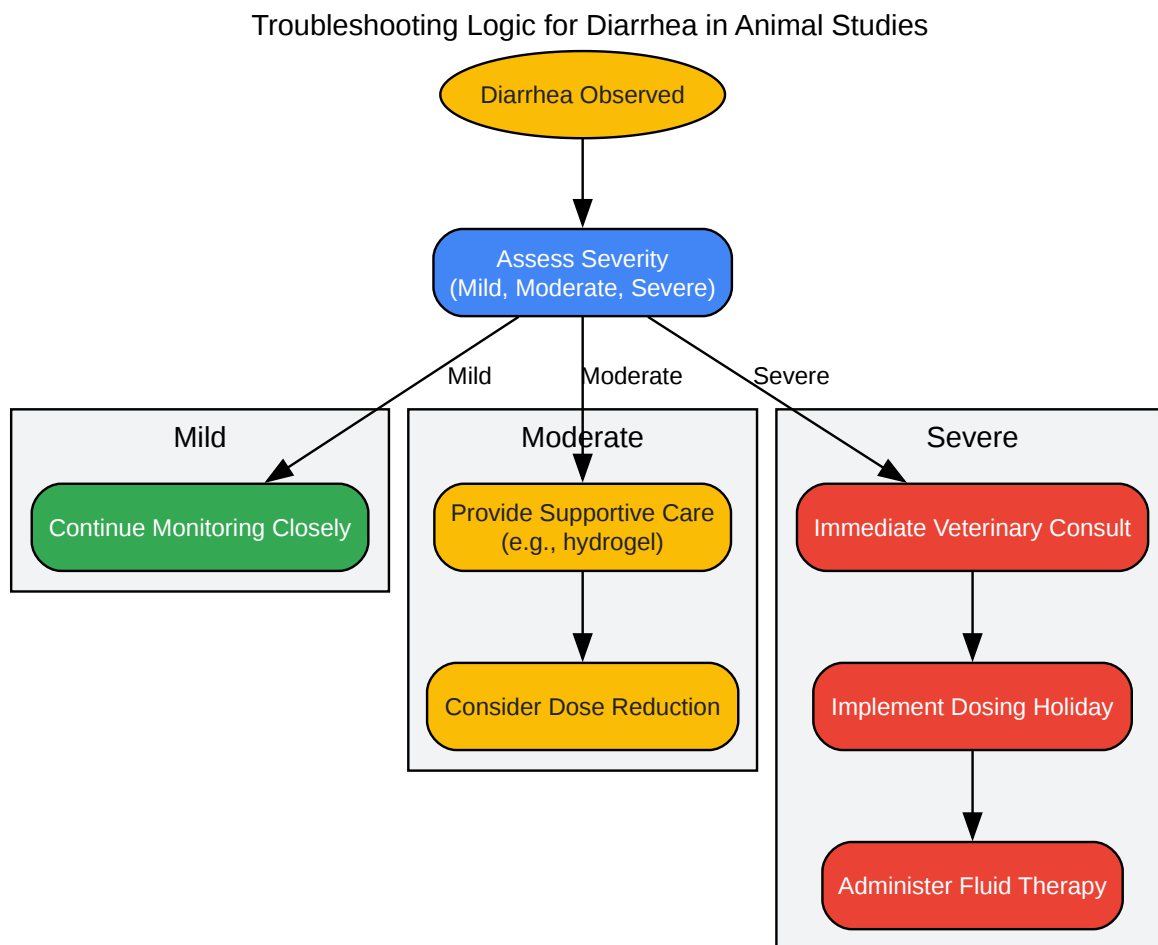 Troubleshooting Logic for Diarrhea in Animal Studies
Diarrhea Observed
Assess Severity
(Mild, Moderate, Severe)
Mild
Moderate
Severe
Mild
Continue Monitoring Closely
Moderate
Provide Supportive Care
(e.g., hydrogel)
Consider Dose Reduction
Severe
Immediate Veterinary Consult
Implement Dosing Holiday
Administer Fluid Therapy